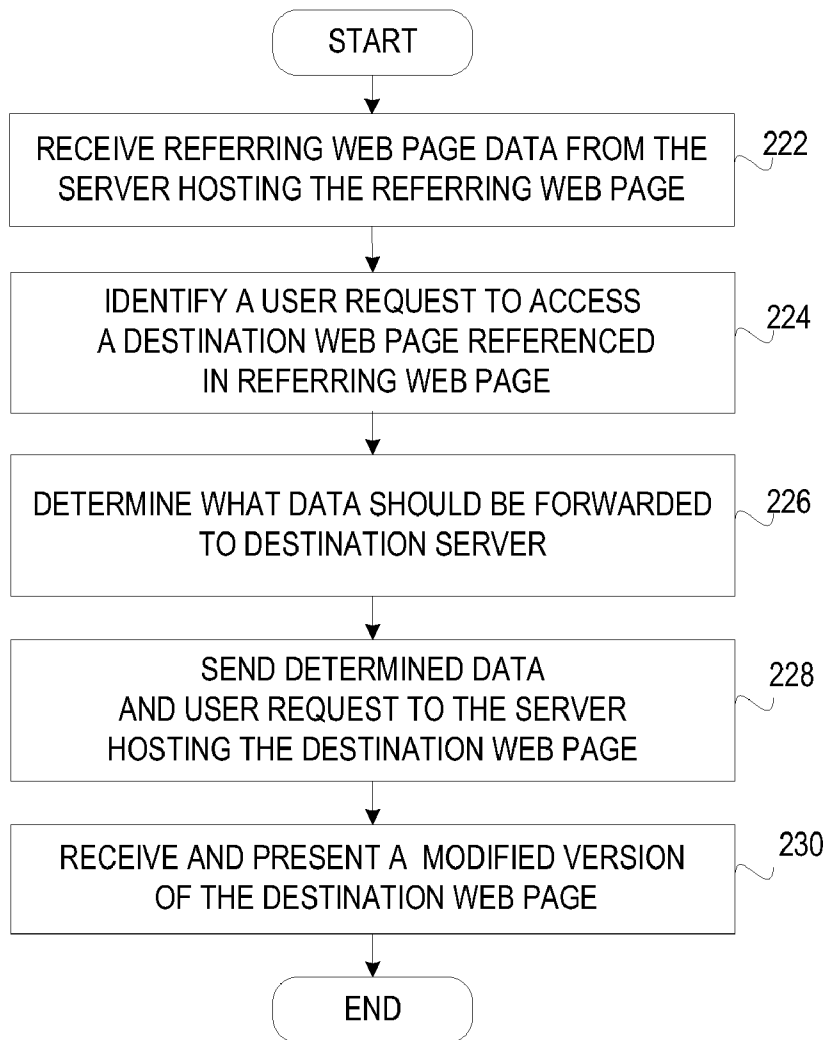 START
RECEIVE REFERRING WEB PAGE DATA FROM THE
SERVER HOSTING THE REFERRING WEB PAGE
222
IDENTIFY A USER REQUEST TO ACCESS
A DESTINATION WEB PAGE REFERENCED
IN REFERRING WEB PAGE
224
DETERMINE WHAT DATA SHOULD BE FORWARDED
TO DESTINATION SERVER
226
SEND DETERMINED DATA
AND USER REQUEST TO THE SERVER
HOSTING THE DESTINATION WEB PAGE
228
RECEIVE AND PRESENT A MODIFIED VERSION
OF THE DESTINATION WEB PAGE
230
END